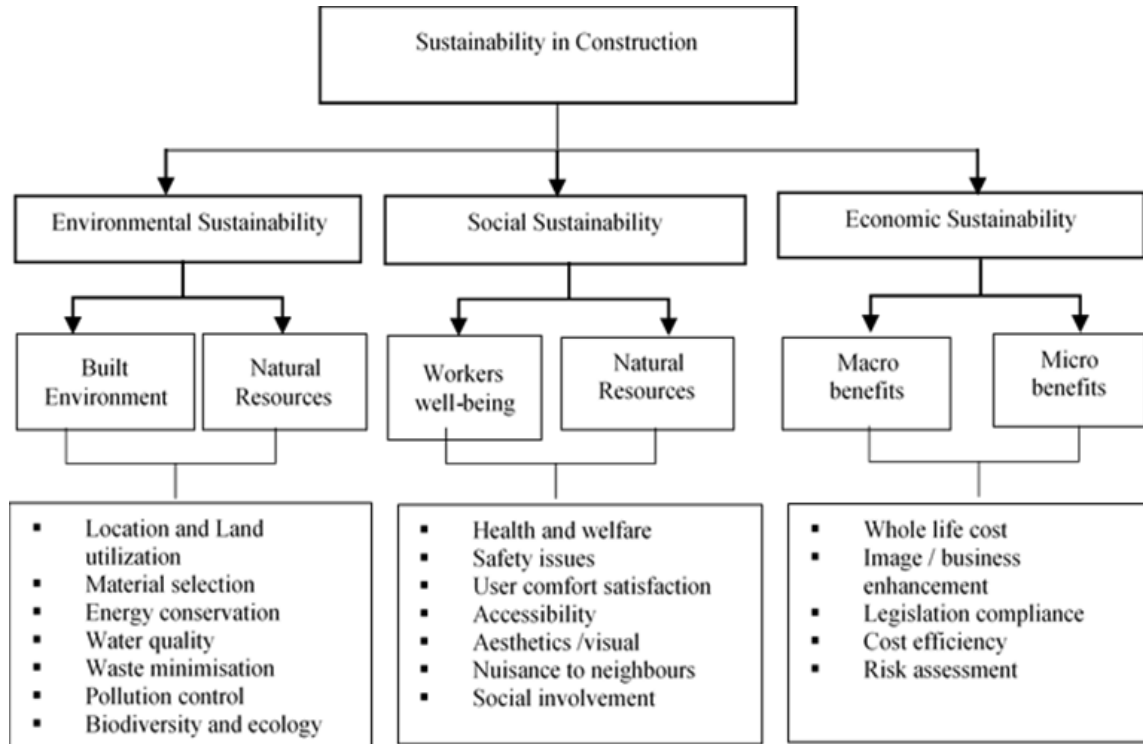 Sustainability in Construction
Environmental Sustainability
Social Sustainability
Economic Sustainability
Built
Environment
Natural
Resources
Workers
well-being
Natural
Resources
Macro
benefits
Micro
benefits
▪ Location and Land
utilization
▪ Material selection
▪ Energy conservation
▪ Water quality
▪ Waste minimisation
▪ Pollution control
▪ Biodiversity and ecology
▪ Health and welfare
▪ Safety issues
▪ User comfort satisfaction
▪ Accessibility
▪ Aesthetics /visual
▪ Nuisance to neighbours
▪ Social involvement
▪ Whole life cost
▪ Image / business
enhancement
▪ Legislation compliance
▪ Cost efficiency
▪ Risk assessment